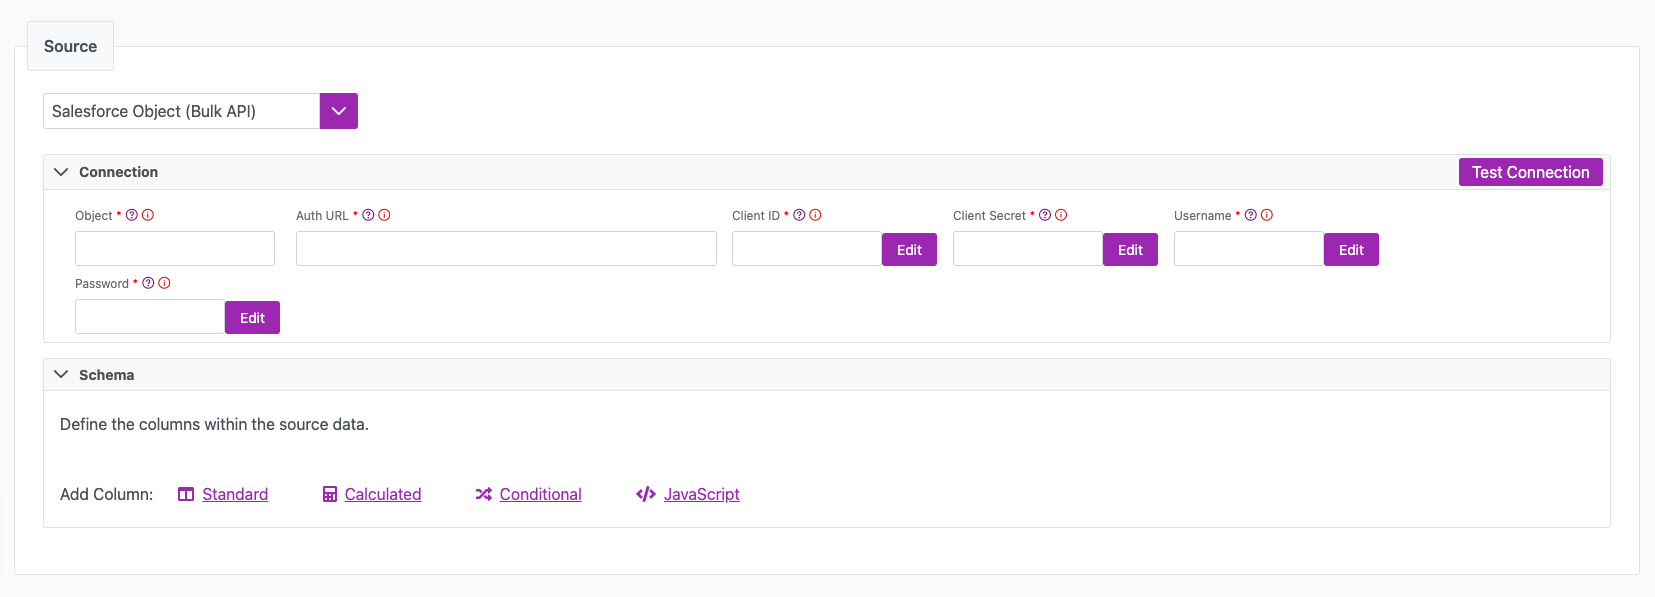 Source
Salesforce Object (Bulk API)
Connection
Test Connection
Object *
Auth URL *
Client ID *
Edit
Client Secret *
Edit
Username *
Edit
Password *
Edit
Schema
Define the columns within the source data.
Add Column: Standard Calculated Conditional JavaScript